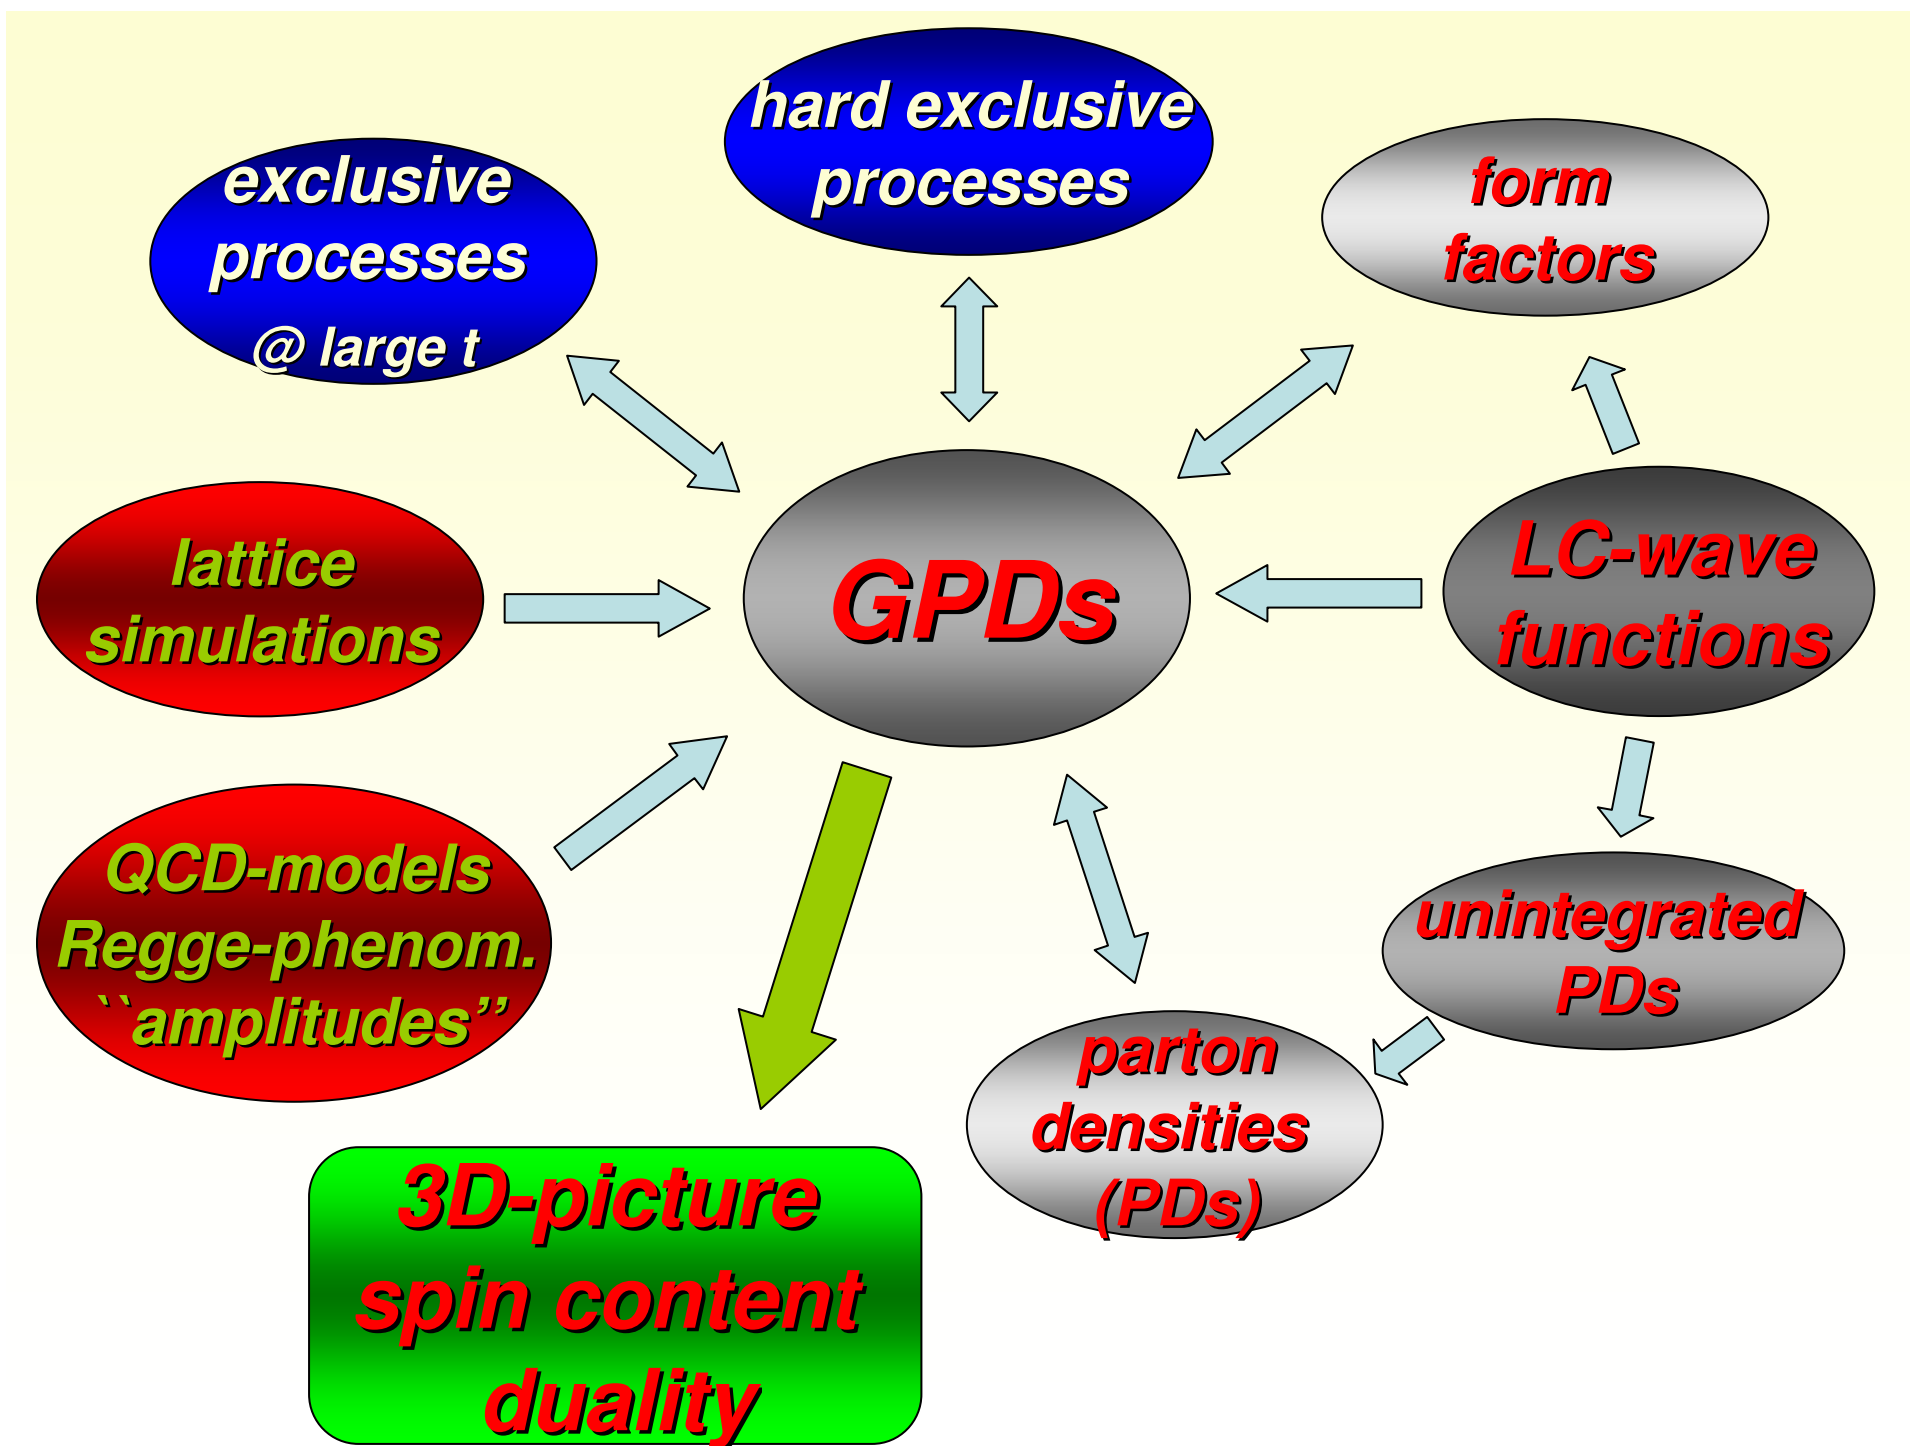 hard exclusive
processes
exclusive
processes
@ large t
form
factors
lattice
simulations
GPDs
LC-wave
functions
QCD-models
Regge-phenom.
``amplitudes’’
unintegrated
PDs
parton
densities
(PDs)
3D-picture
spin content
duality